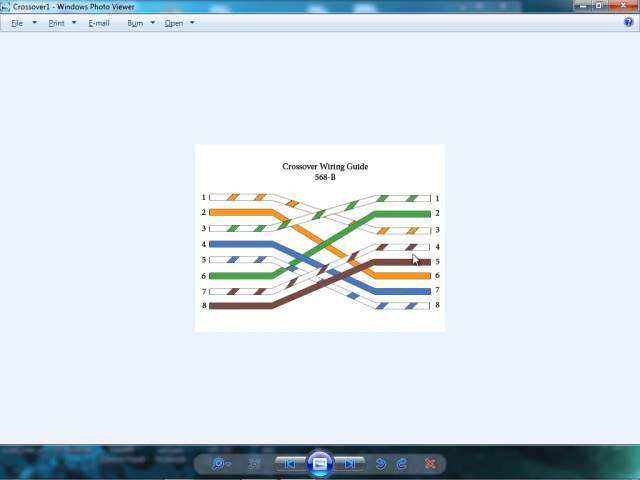 Crossover1 - Windows Photo Viewer
File Print E-mail Burn Open
Crossover Wiring Guide
568-B
1 1
2 2
3 3
4 4
5 5
6 6
7 7
8 8